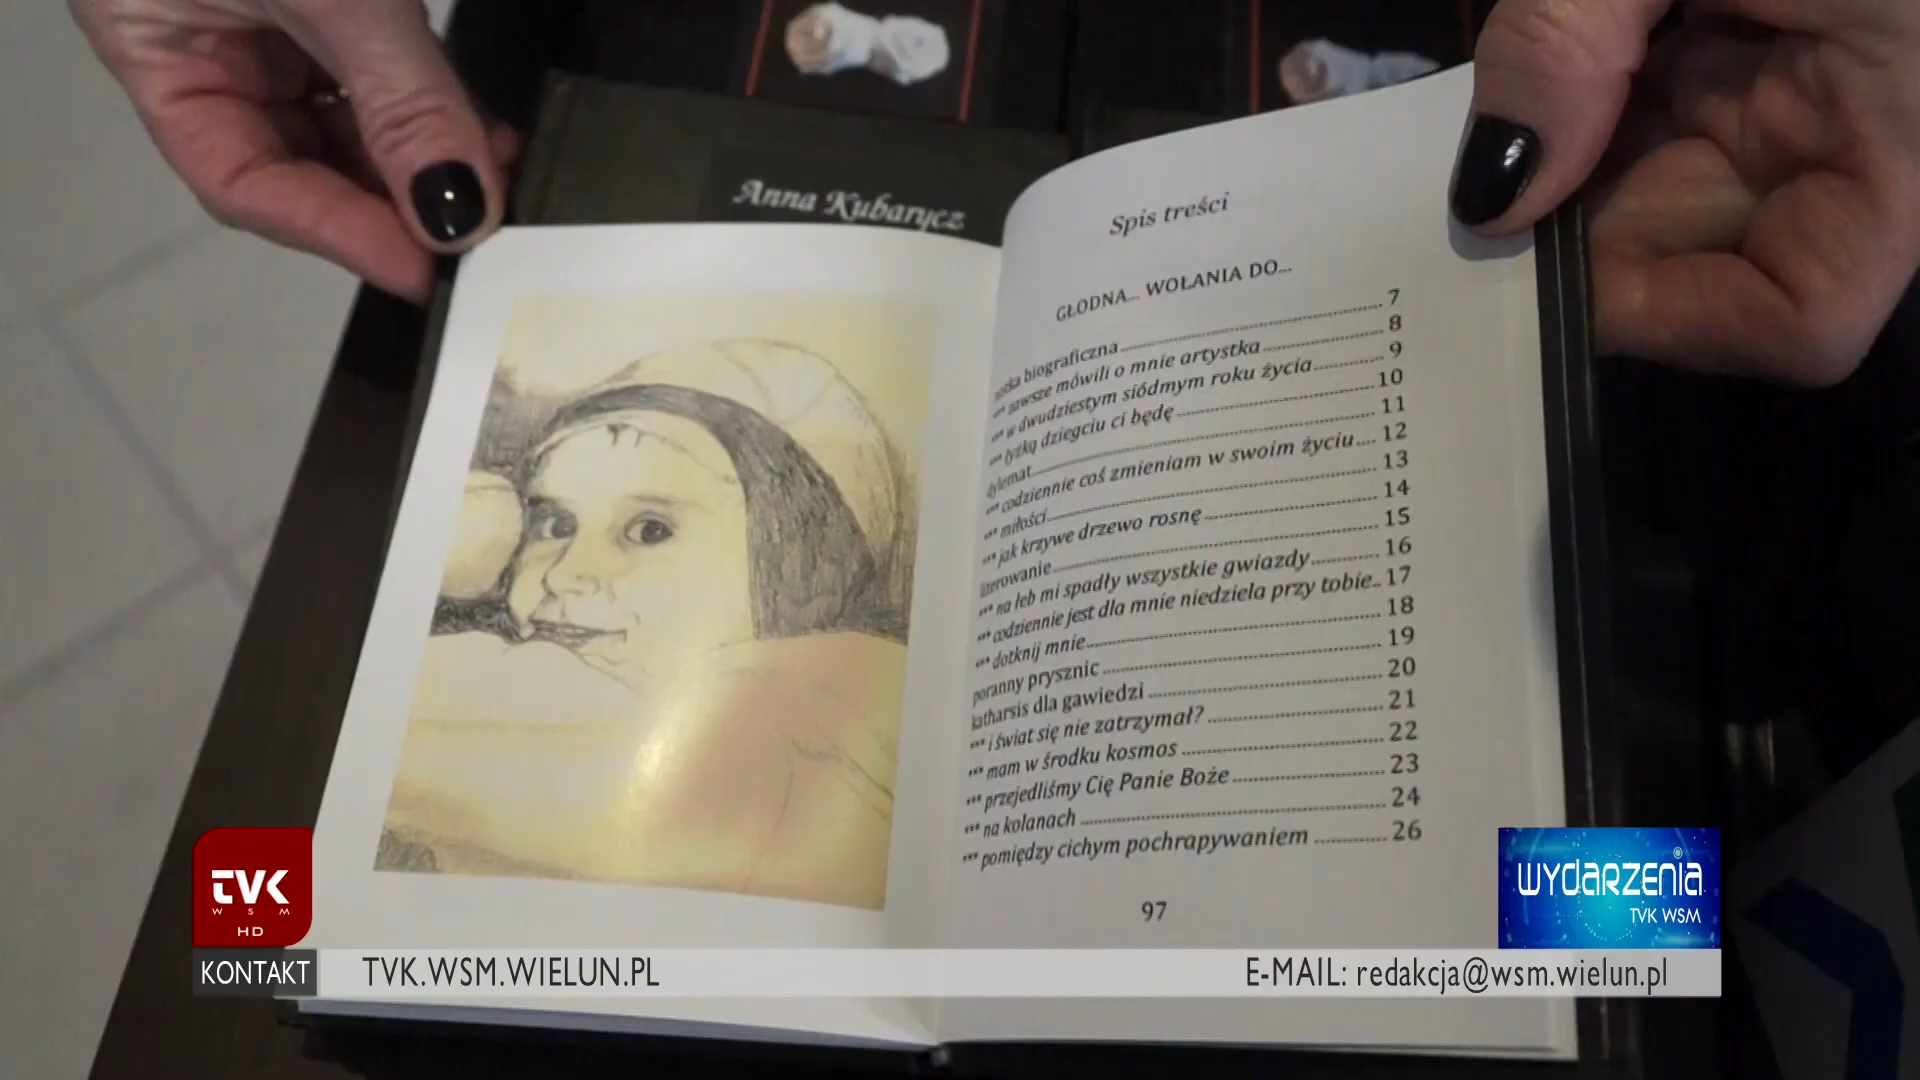 Anna Kubarycz
Spis treści
GŁODNA... WOŁANIA DO...
notka biograficzna 7
*** zawsze mówili o mnie artystka 8
*** w dwudziestym siódmym roku życia 9
*** łyżką dziegciu ci będę 10
dylemat 11
*** codziennie coś zmieniam w swoim życiu.... 12
*** miłości 13
*** jak krzywe drzewo rosnę 14
literowanie 15
*** na łeb mi spadły wszystkie gwiazdy 16
*** codziennie jest dla mnie niedziela przy tobie.. 17
*** dotknij mnie 18
poranny prysznic 19
katharsis dla gawiedzi 20
*** i świat się nie zatrzymał? 21
*** mam w środku kosmos 22
*** przejedliśmy Cię Panie Boże 23
*** na kolanach 24
*** pomiędzy cichym pochrapywaniem 26
97
TVK
WSM
HD
WYDARZENIA
TVK WSM
KONTAKT TVK.WSM.WIELUN.PL E-MAIL: redakcja@wsm.wielun.pl